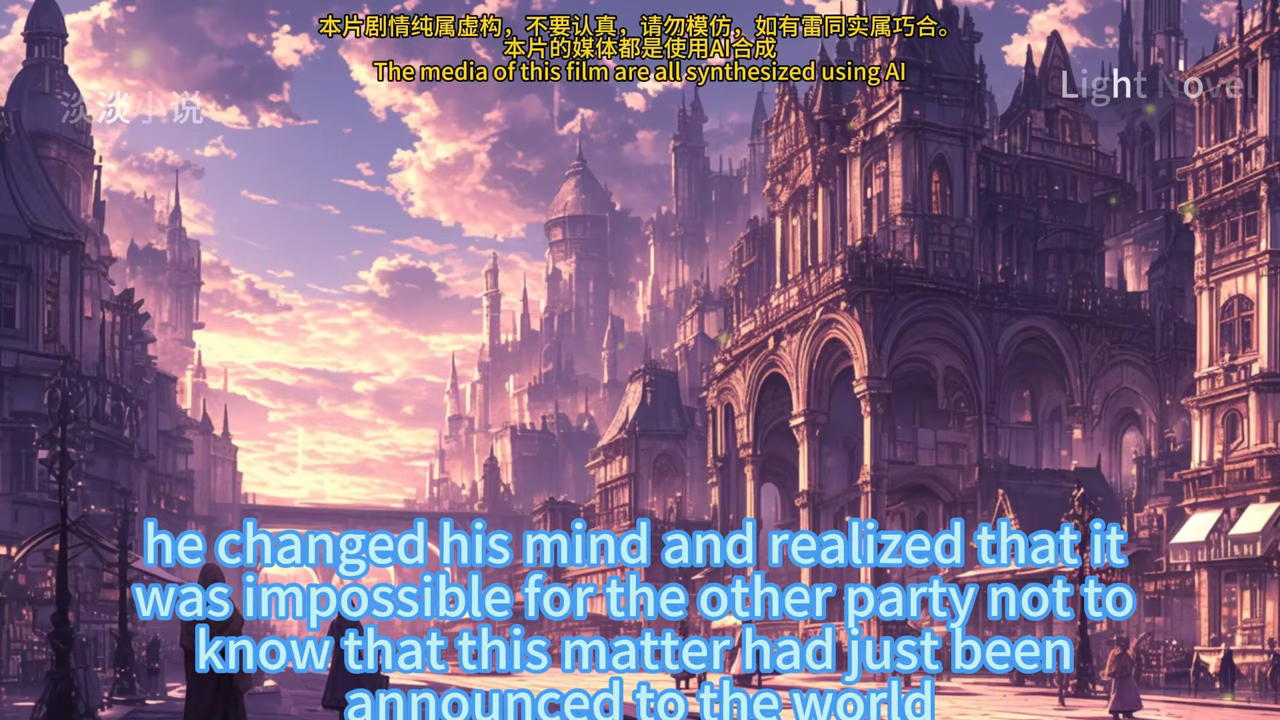 本片剧情纯属虚构，不要认真，请勿模仿，如有雷同实属巧合。
本片的媒体都是使用AI合成
The media of this film are all synthesized using AI
淡淡小说
Light Novel
he changed his mind and realized that it
was impossible for the other party not to
know that this matter had just been
announced to the world